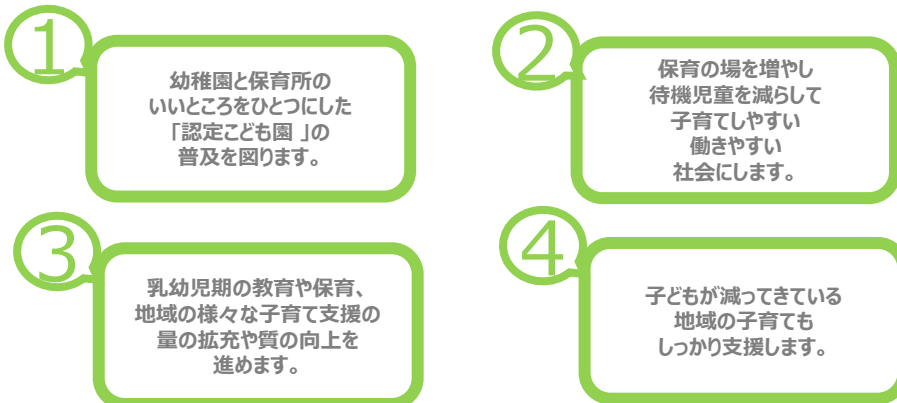 1
幼稚園と保育所の
いいところをひとつにした
「認定こども園 」の
普及を図ります。
2
保育の場を増やし
待機児童を減らして
子育てしやすい
働きやすい
社会にします。
3
乳幼児期の教育や保育、
地域の様々な子育て支援の
量の拡充や質の向上を
進めます。
4
子どもが減ってきている
地域の子育ても
しっかり支援します。